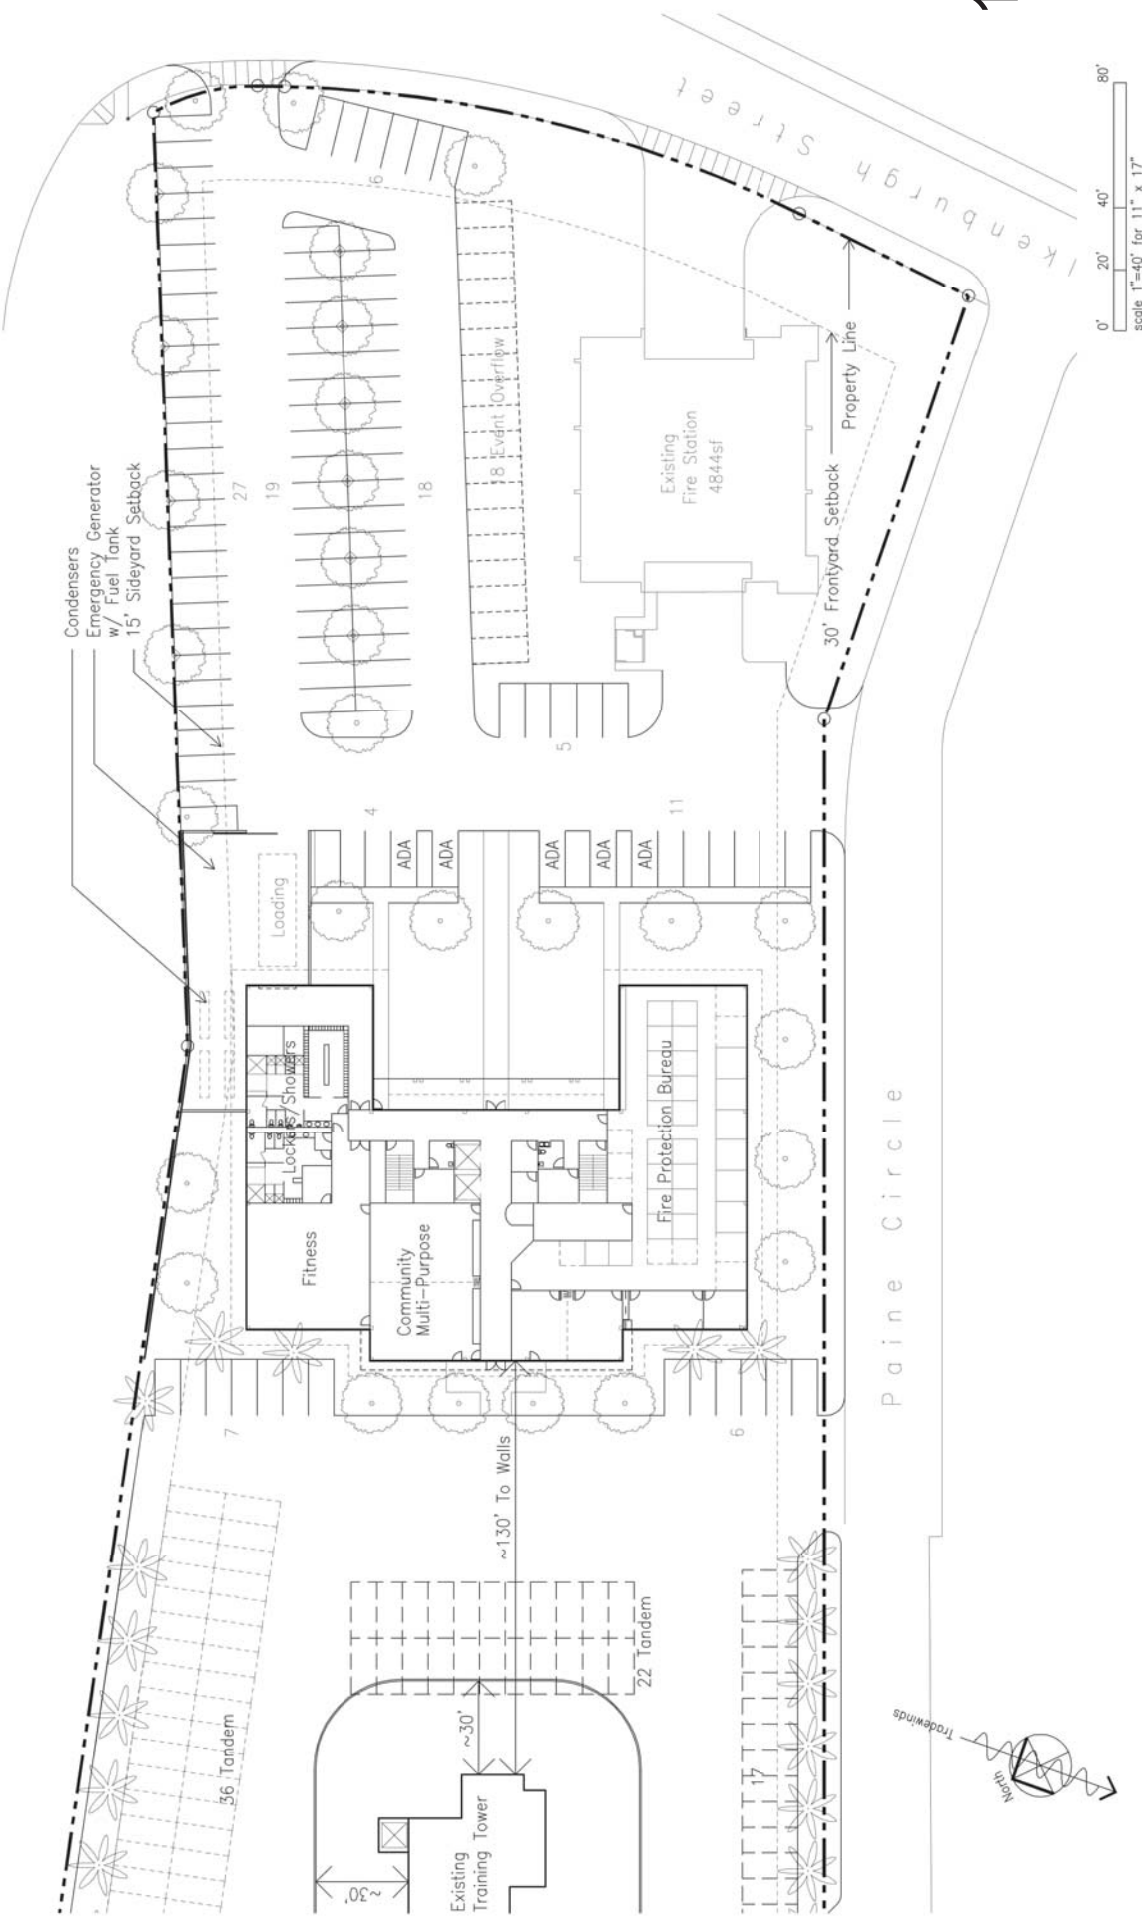 Condensers
Emergency Generator
w/ Fuel Tank
15' Sideyard Setback
36 Tandem
7
Fitness
Lockers/Showers
Loading
27
19
4
18
6
18 Event Overflow
Community
Multi-Purpose
ADA
ADA
ADA
ADA
ADA
~30'
Existing
Training Tower
~30'
~130' To Walls
5
11
Existing
Fire Station
4844sf
22 Tandem
Fire Protection Bureau
17
6
30' Frontyard Setback
Property Line
Paine Circle
lkenburgh Street
Tradewinds
North
0' 20' 40' 80'
scale 1"=40' for 11" x 17"